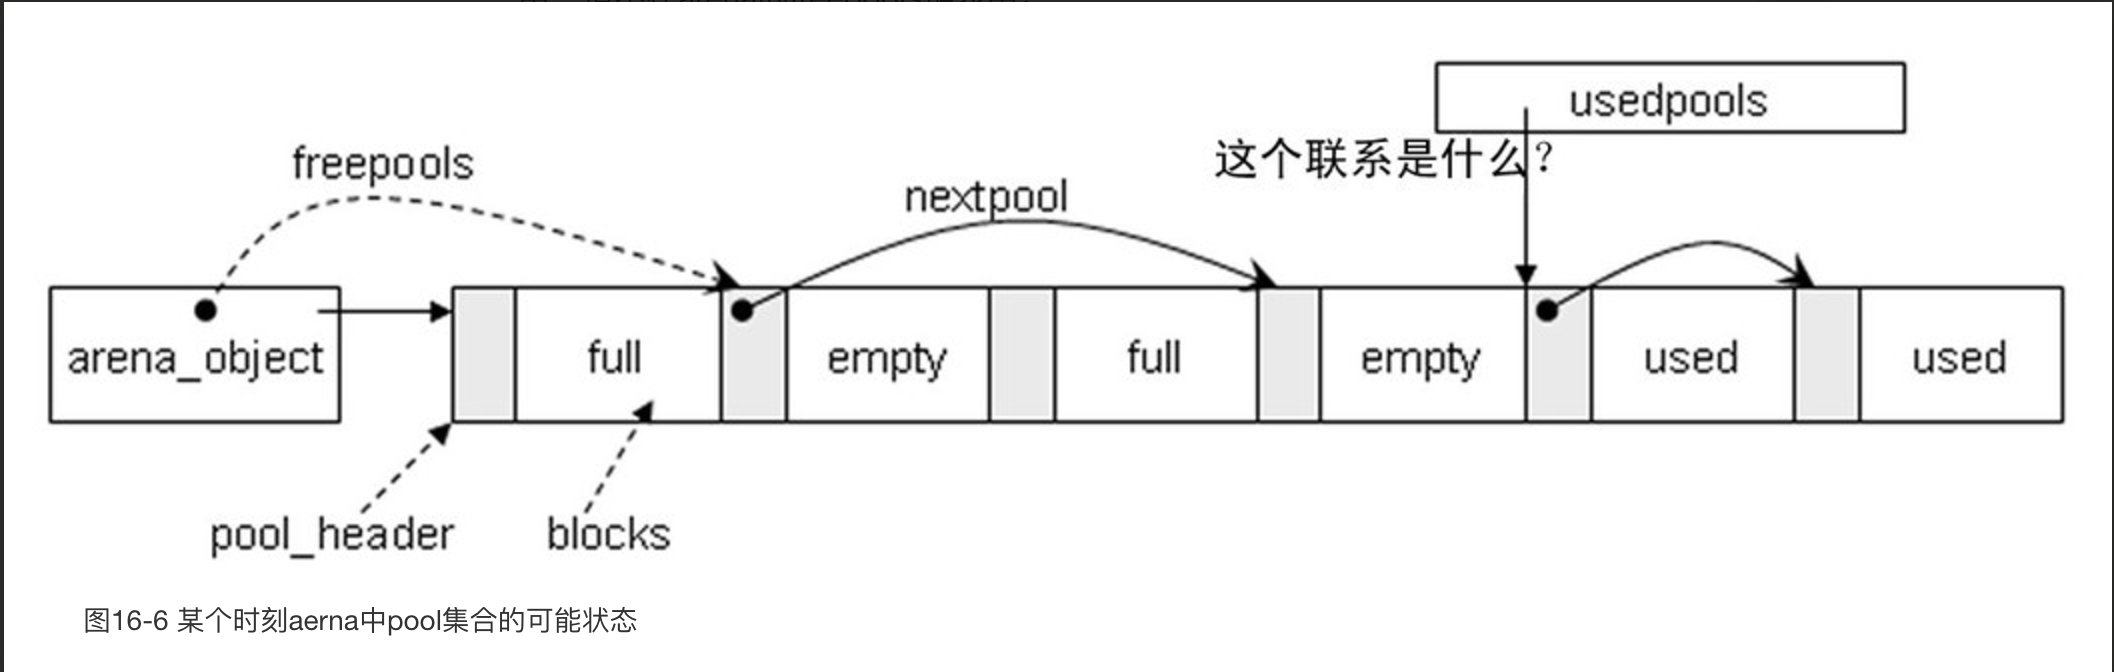 usedpools
这个联系是什么？
freepools
nextpool
arena_object
full
empty
full
empty
used
used
pool_header
blocks
图16-6 某个时刻aerna中pool集合的可能状态